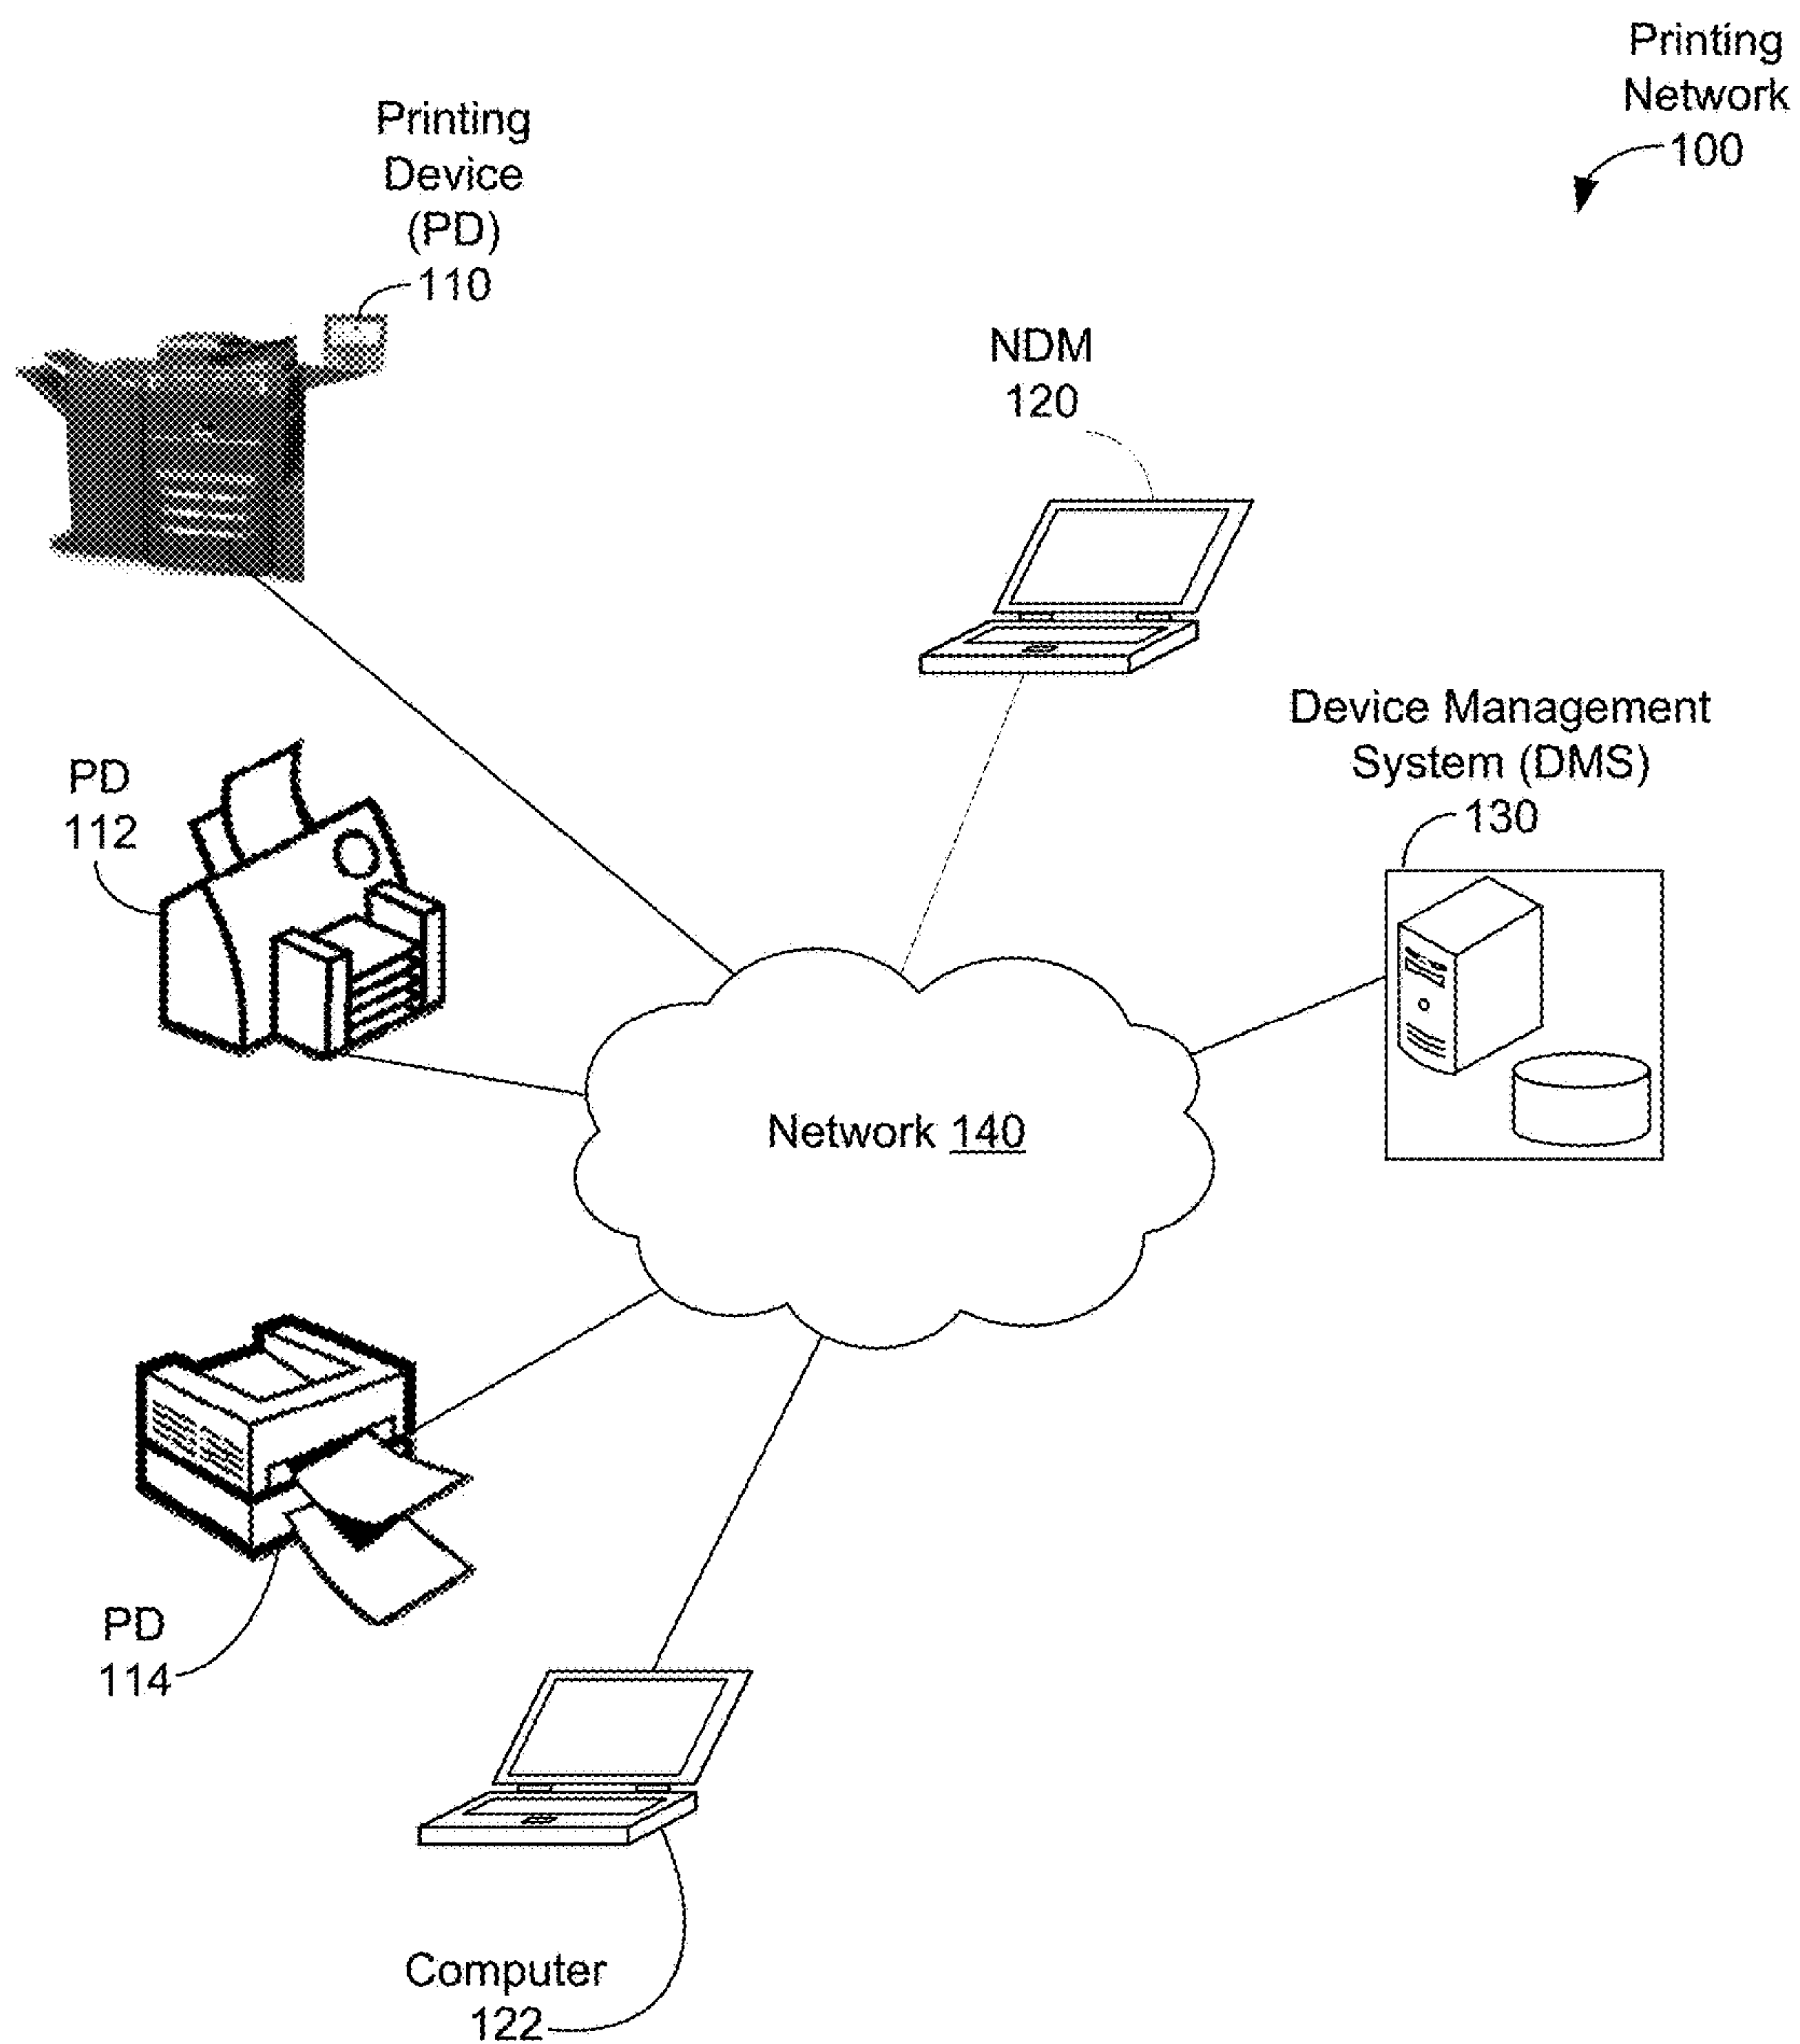 Printing
Network
100
Printing
Device
(PD)
110
NDM
120
Device Management
System (DMS)
130
PD
112
Network 140
PD
114
Computer
122